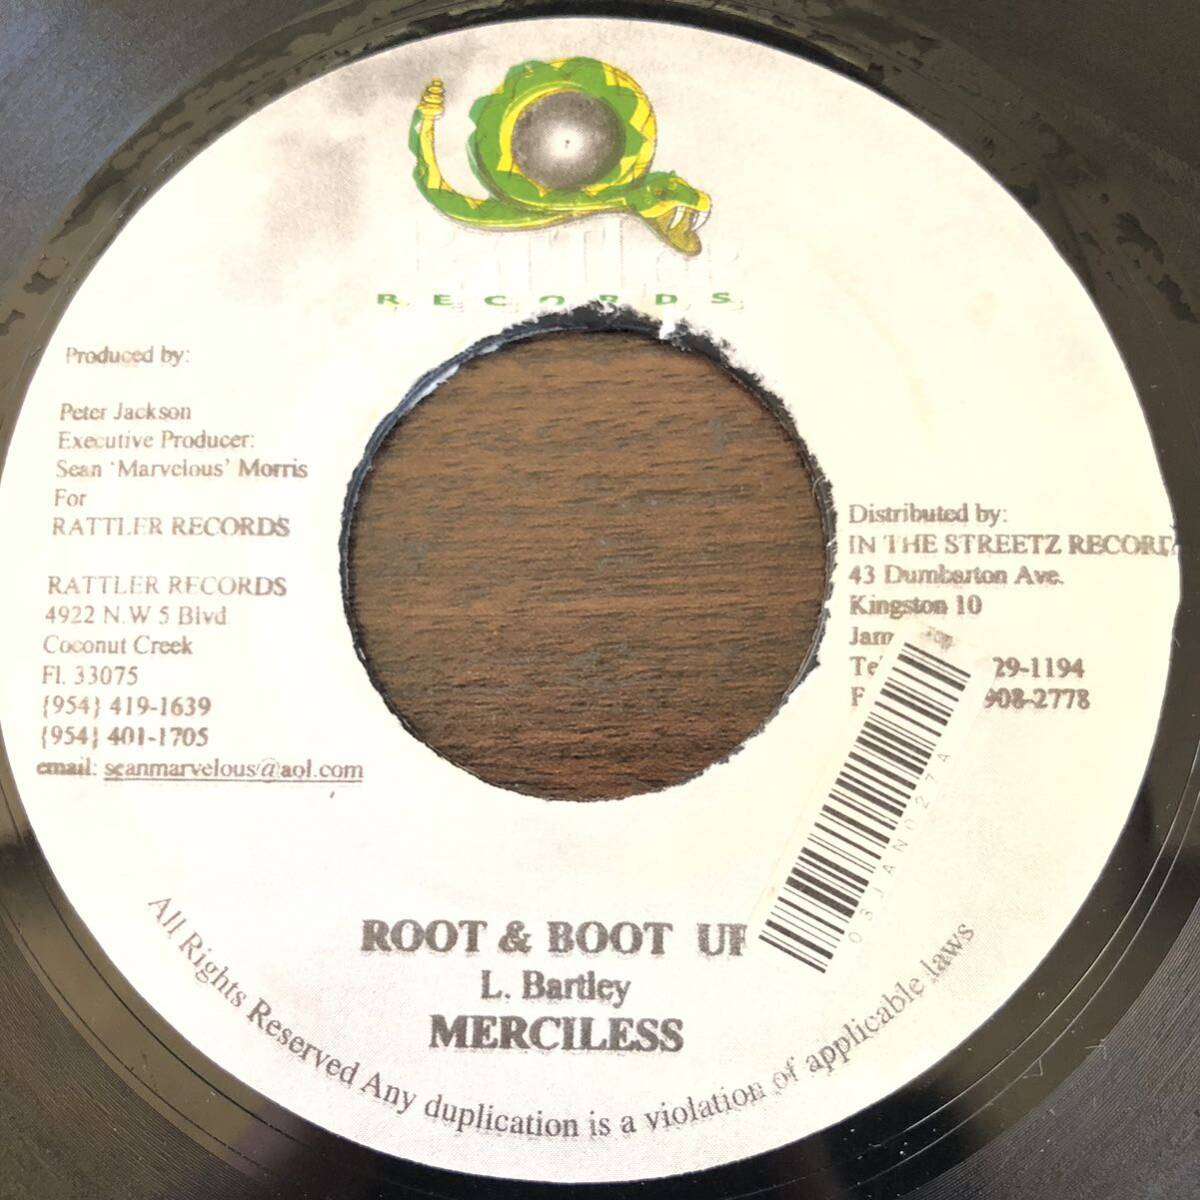 RECORDS
Produced by:
Peter Jackson
Executive Producer:
Sean 'Marvelous' Morris
For
RATTLER RECORDS
RATTLER RECORDS
4922 N.W 5 Blvd
Coconut Creek
Fl. 33075
{954} 419-1639
{954} 401-1705
email: seanmarvelous@aol.com
Distributed by:
IN THE STREETZ RECORD
43 Dumbarton Ave.
Kingston 10
Jam
Te 29-1194
F 908-2778
03JAN027A
ROOT & BOOT UP
L. Bartley
MERCILESS
All Rights Reserved Any duplication is a violation of applicable laws